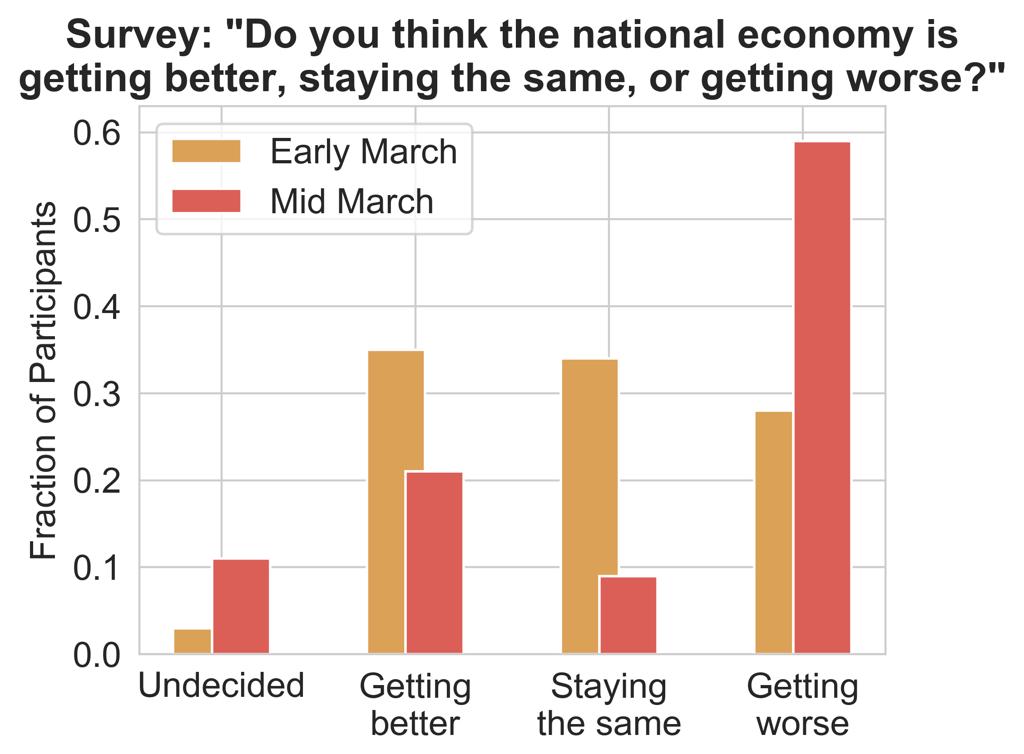 Survey: "Do you think the national economy is
getting better, staying the same, or getting worse?"
Early March
Mid March
Fraction of Participants
0.6
0.5
0.4
0.3
0.2
0.1
0.0
Undecided
Getting
better
Staying
the same
Getting
worse